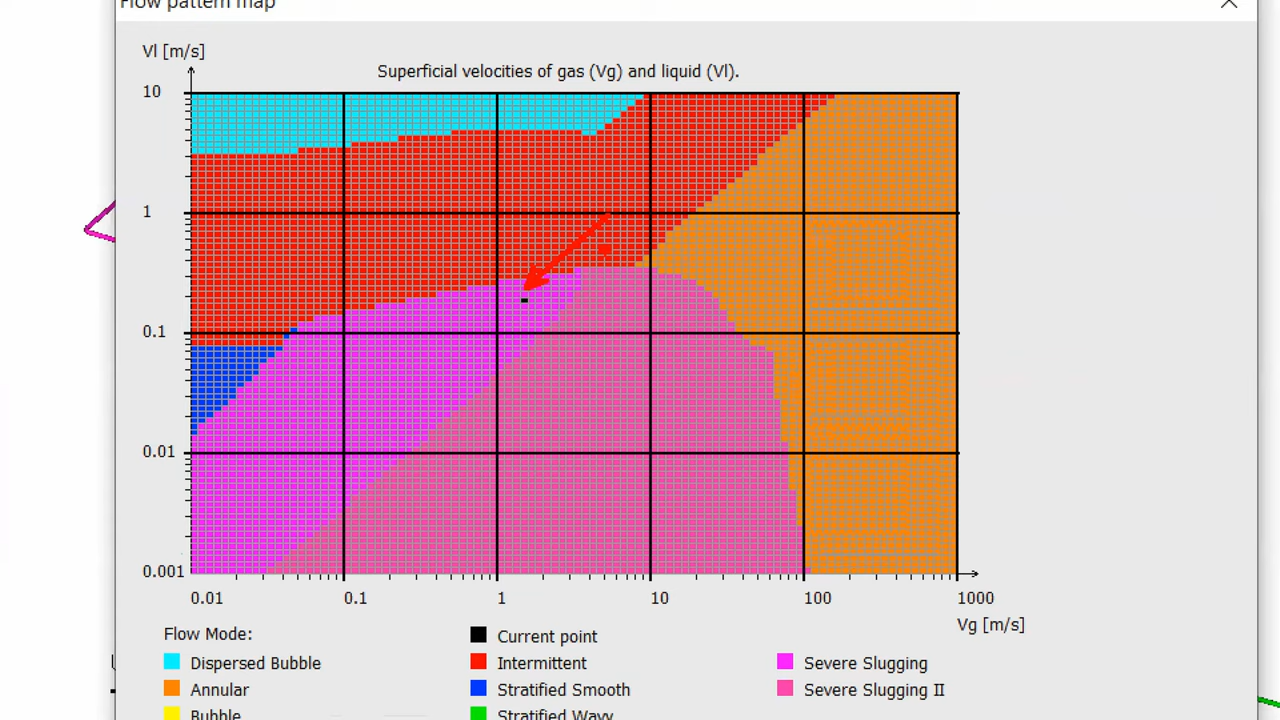 Flow pattern map
Vl [m/s]
Superficial velocities of gas (Vg) and liquid (Vl).
10
1
0.1
0.01
0.001
0.01 0.1 1 10 100 1000
Vg [m/s]
Flow Mode:
Current point
Dispersed Bubble
Intermittent
Severe Slugging
Annular
Stratified Smooth
Severe Slugging II
Bubble
Stratified Wavy